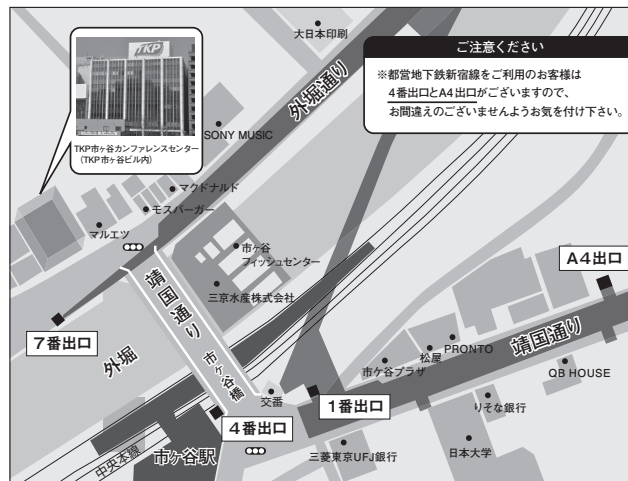 大日本印刷
外堀通り
ご注意ください
※都営地下鉄新宿線をご利用のお客様は
4番出口とA4出口がございますので、
お間違えのございませんようお気を付け下さい。
TKP
TKP市ヶ谷カンファレンスセンター
（TKP市ヶ谷ビル内）
SONY MUSIC
マクドナルド
モスバーガー
マルエツ
市ヶ谷
フィッシュセンター
三京水産株式会社
靖国通り
A4出口
7番出口
外堀
市ヶ谷橋
交番
1番出口
市ヶ谷プラザ
松屋
PRONTO
靖国通り
QB HOUSE
りそな銀行
4番出口
中央本線
市ヶ谷駅
三菱東京UFJ銀行
日本大学